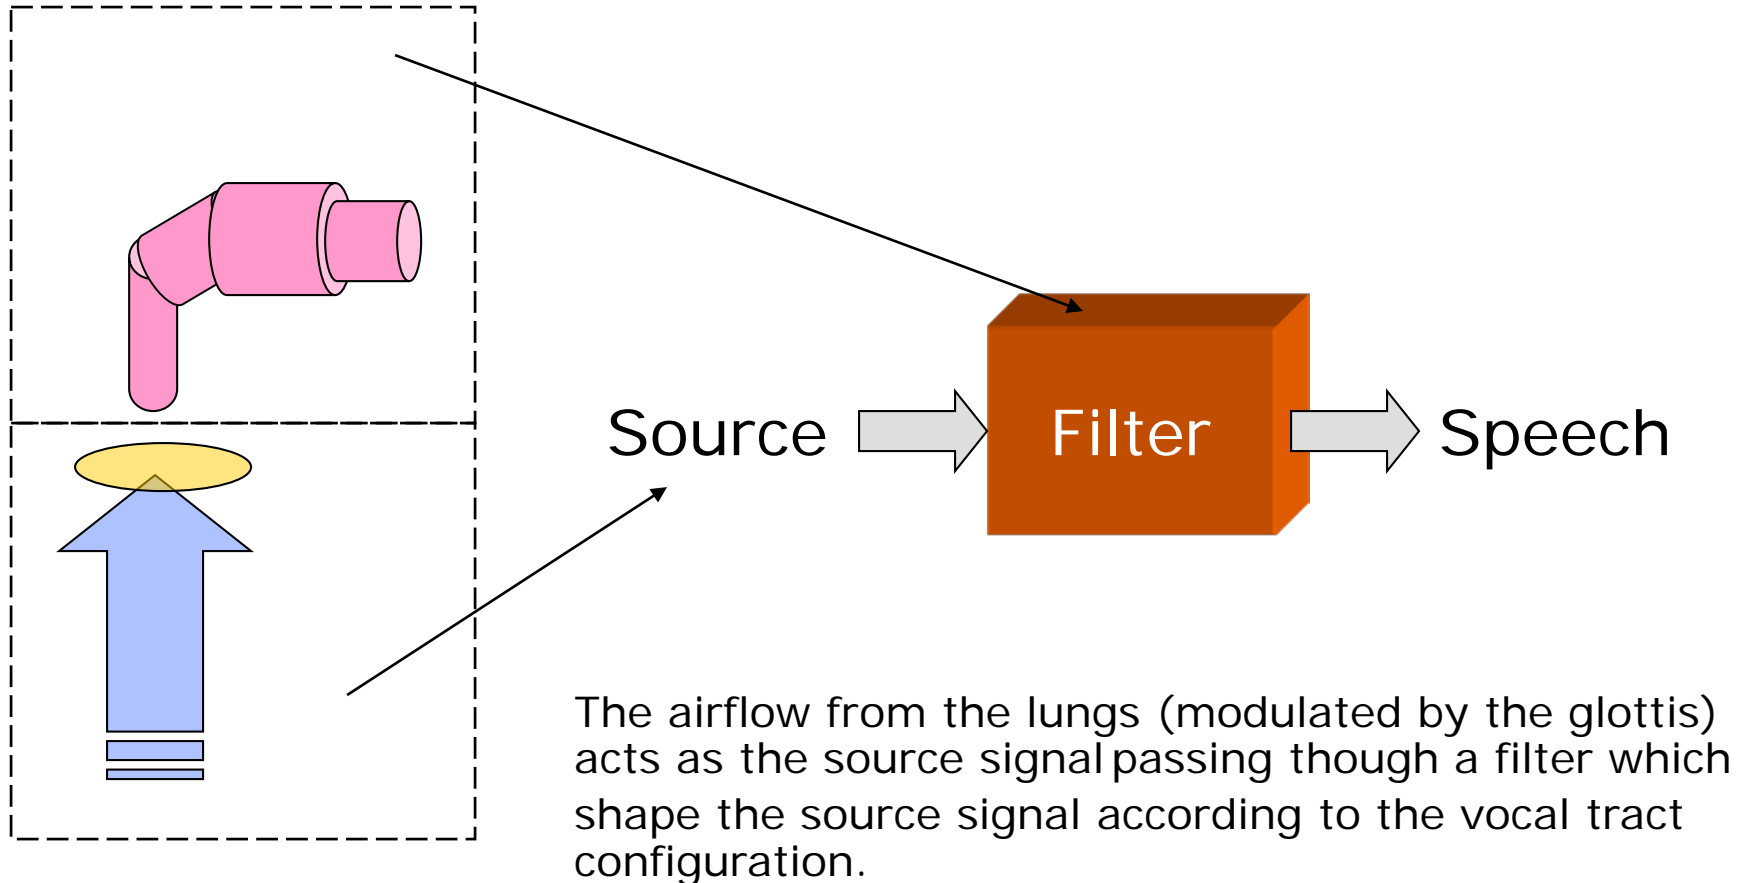 Source
Filter
Speech
The airflow from the lungs (modulated by the glottis)
acts as the source signal passing though a filter which
shape the source signal according to the vocal tract
configuration.